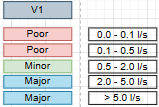 V1
Poor 0.0 - 0.1 l/s
Poor 0.1 - 0.5 l/s
Minor 0.5 - 2.0 l/s
Major 2.0 - 5.0 l/s
Major > 5.0 l/s